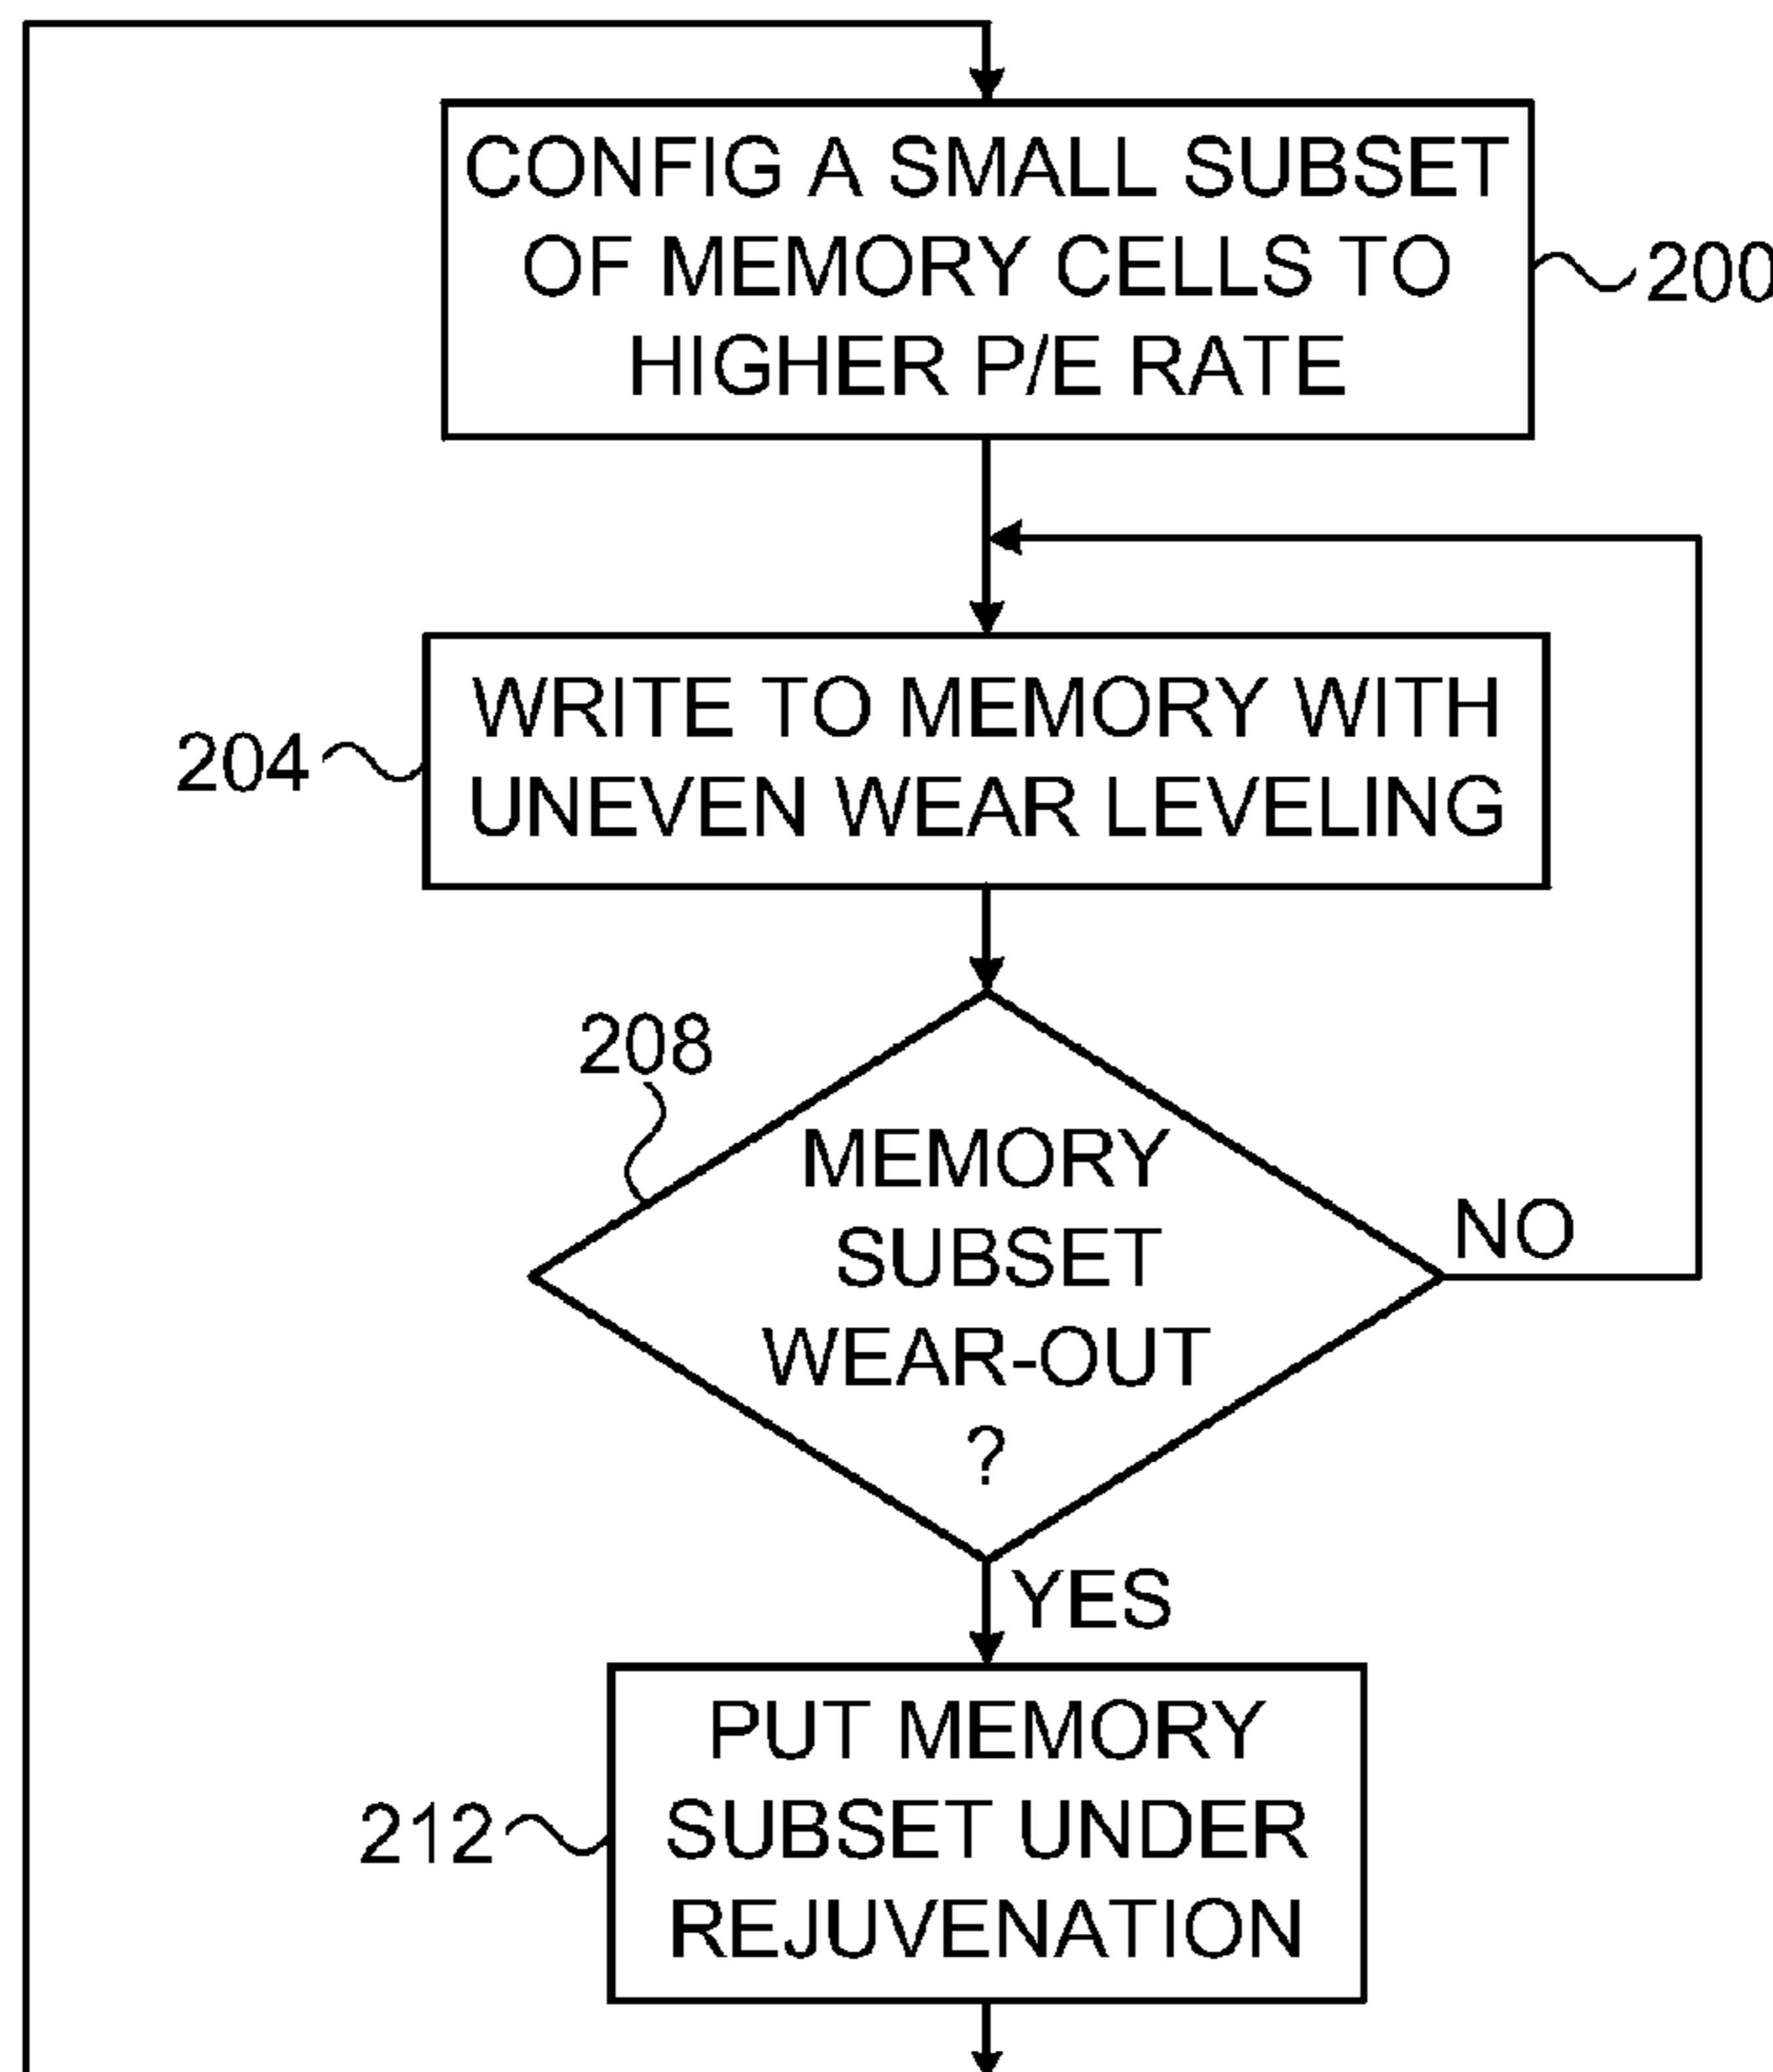 CONFIG A SMALL SUBSET
OF MEMORY CELLS TO
HIGHER P/E RATE
200
WRITE TO MEMORY WITH
UNEVEN WEAR LEVELING
204
208
MEMORY
SUBSET
WEAR-OUT
?
NO
YES
PUT MEMORY
SUBSET UNDER
REJUVENATION
212